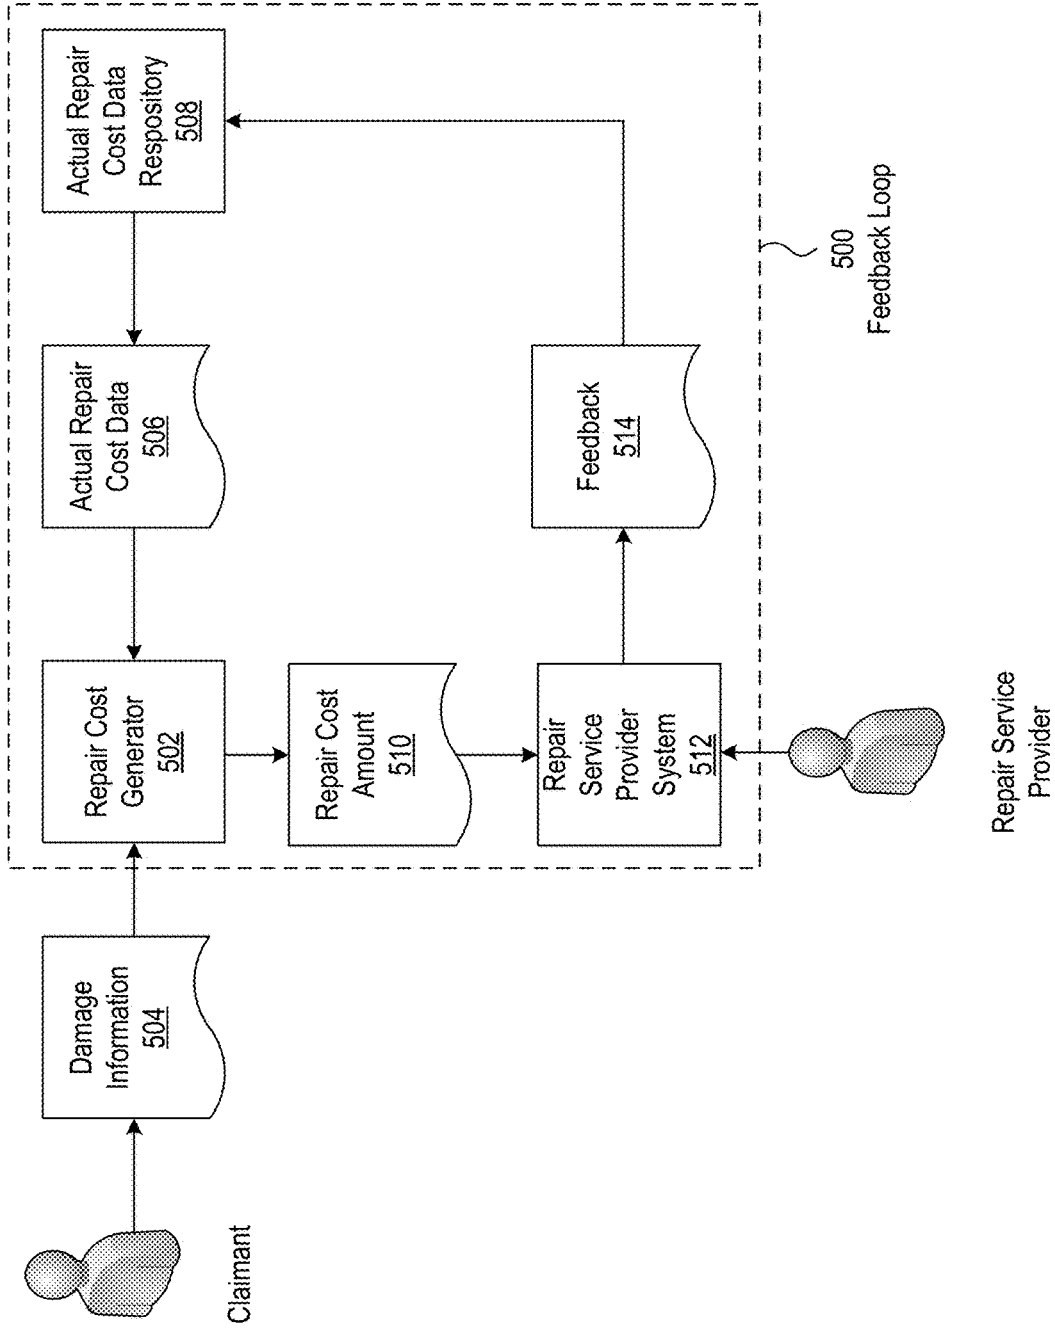 Claimant
Damage
Information
504
Repair Cost
Generator
502
Actual Repair
Cost Data
506
Actual Repair
Cost Data
Respository
508
Repair Cost
Amount
510
Repair
Service
Provider
System
512
Feedback
514
Repair Service
Provider
500
Feedback Loop